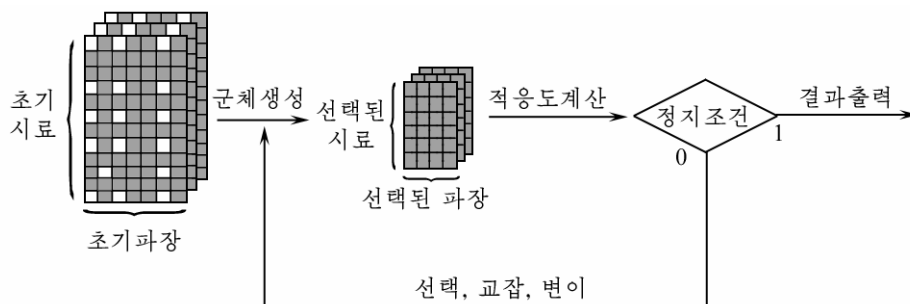 초기
시료
군체생성
선택된
시료
적응도계산
정지조건
결과출력
0
1
선택된 파장
초기파장
선택, 교잡, 변이